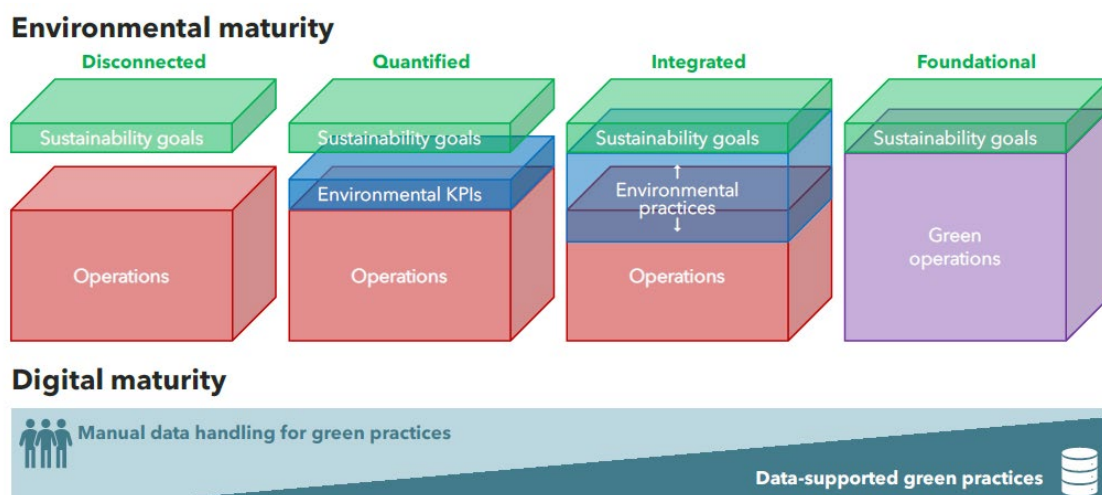 Environmental maturity
Disconnected
Quantified
Integrated
Foundational
Sustainability goals
Sustainability goals
Sustainability goals
Sustainability goals
Environmental KPIs
Environmental
practices
Operations
Operations
Operations
Green
operations
Digital maturity
Manual data handling for green practices
Data-supported green practices